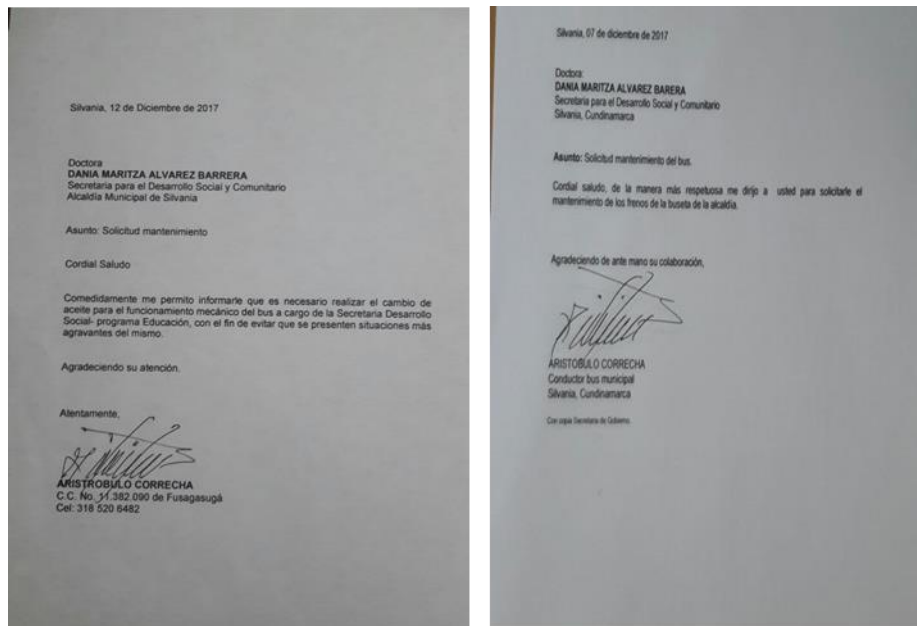 Silvania, 12 de Diciembre de 2017
Doctora
DANIA MARITZA ALVAREZ BARRERA
Secretaria para el Desarrollo Social y Comunitario
Alcaldía Municipal de Silvania
Asunto: Solicitud mantenimiento
Cordial Saludo
Comedidamente me permito informarle que es necesario realizar el cambio de
aceite para el funcionamiento mecánico del bus a cargo de la Secretaria Desarrollo
Social- programa Educación, con el fin de evitar que se presenten situaciones más
agravantes del mismo.
Agradeciendo su atención.
Atentamente,
ARISTROBULO CORRECHA
C.C. No. 11.382.090 de Fusagasugá
Cel: 318 520 6482
Silvania, 07 de diciembre de 2017
Doctora:
DANIA MARITZA ALVAREZ BARERA
Secretaria para el Desarrollo Social y Comunitario
Silvania, Cundinamarca
Asunto: Solicitud mantenimiento del bus.
Cordial saludo, de la manera más respetuosa me dirijo a usted para solicitarle el
mantenimiento de los frenos de la buseta de la alcaldía.
Agradeciendo de ante mano su colaboración,
ARISTOBULO CORRECHA
Conductor bus municipal
Silvania, Cundinamarca
Con copia Secretaria de Gobierno.